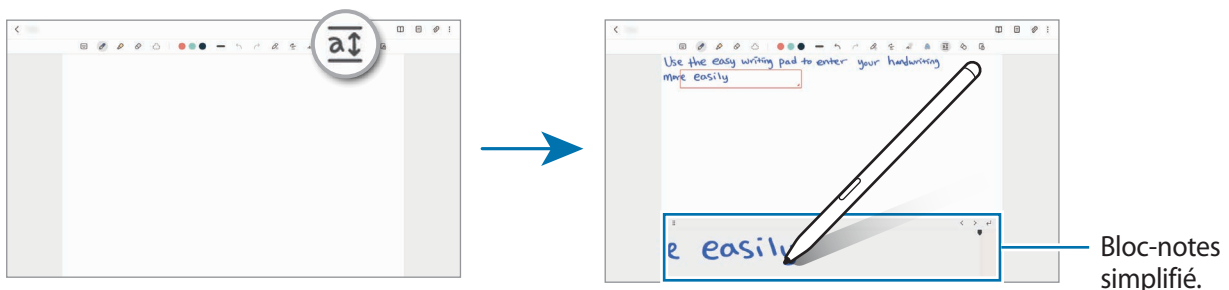 a
Use the easy writing pad to enter your handwriting
more easily
e easily
Bloc-notes
simplifié.